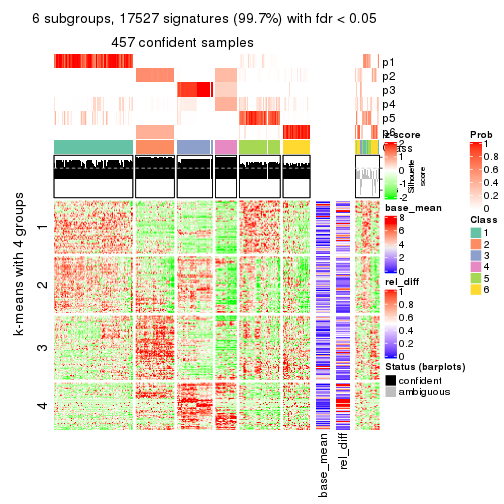 6 subgroups, 17527 signatures (99.7%) with fdr < 0.05
457 confident samples
p1
p2
p3
p4
p5
Silhouette
score
k-means with 4 groups
1
2
3
4
base_mean
rel_diff
2
1
0
-1
-2
base_mean
8
6
4
2
0
rel_diff
1
0.8
0.6
0.4
0.2
0
Status (barplots)
confident
ambiguous
Prob
1
0.8
0.6
0.4
0.2
0
Class
1
2
3
4
5
6